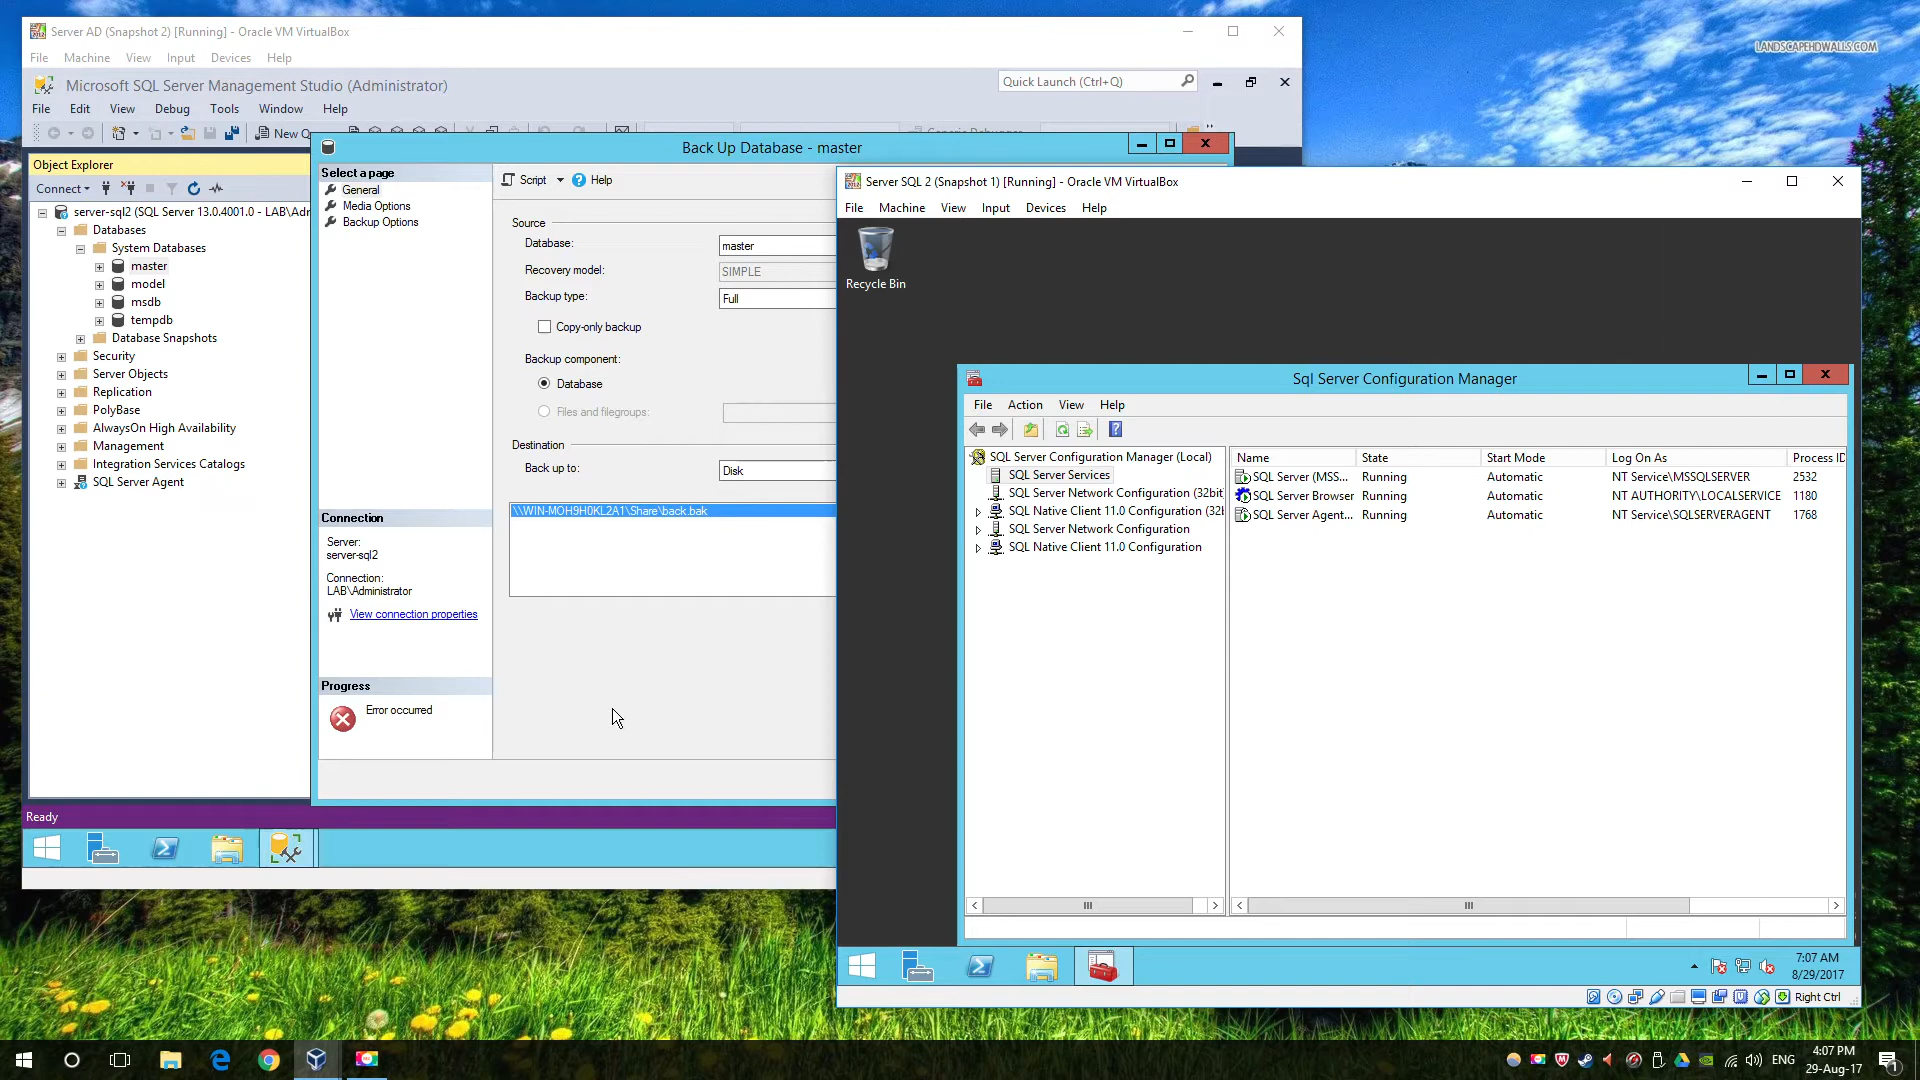 Server AD (Snapshot 2) [Running] - Oracle VM VirtualBox
File Machine View Input Devices Help
Microsoft SQL Server Management Studio (Administrator)
Quick Launch (Ctrl+Q)
File Edit View Debug Tools Window Help
New Q
Generic Debugger
LANDSCAPEHDWALLS.COM
Object Explorer
Connect
server-sql2 (SQL Server 13.0.4001.0 - LAB\Adr
Databases
System Databases
master
model
msdb
tempdb
Database Snapshots
Security
Server Objects
Replication
PolyBase
AlwaysOn High Availability
Management
Integration Services Catalogs
SQL Server Agent
Ready
Back Up Database - master
Select a page
General
Media Options
Backup Options
Script Help
Source
Database: master
Recovery model: SIMPLE
Backup type: Full
Copy-only backup
Backup component:
Database
Files and filegroups:
Destination
Back up to: Disk
\\WIN-MOH9H0KL2A1\Share\back.bak
Connection
Server:
server-sql2
Connection:
LAB\Administrator
View connection properties
Progress
Error occurred
Server SQL 2 (Snapshot 1) [Running] - Oracle VM VirtualBox
File Machine View Input Devices Help
Recycle Bin
Sql Server Configuration Manager
File Action View Help
SQL Server Configuration Manager (Local)
SQL Server Services
SQL Server Network Configuration (32bit
SQL Native Client 11.0 Configuration (32b
SQL Server Network Configuration
SQL Native Client 11.0 Configuration
Name State Start Mode Log On As Process ID
SQL Server (MSS... Running Automatic NT Service\MSSQLSERVER 2532
SQL Server Browser Running Automatic NT AUTHORITY\LOCALSERVICE 1180
SQL Server Agent... Running Automatic NT Service\SQLSERVERAGENT 1768
7:07 AM
8/29/2017
Right Ctrl
ENG
4:07 PM
29-Aug-17
1